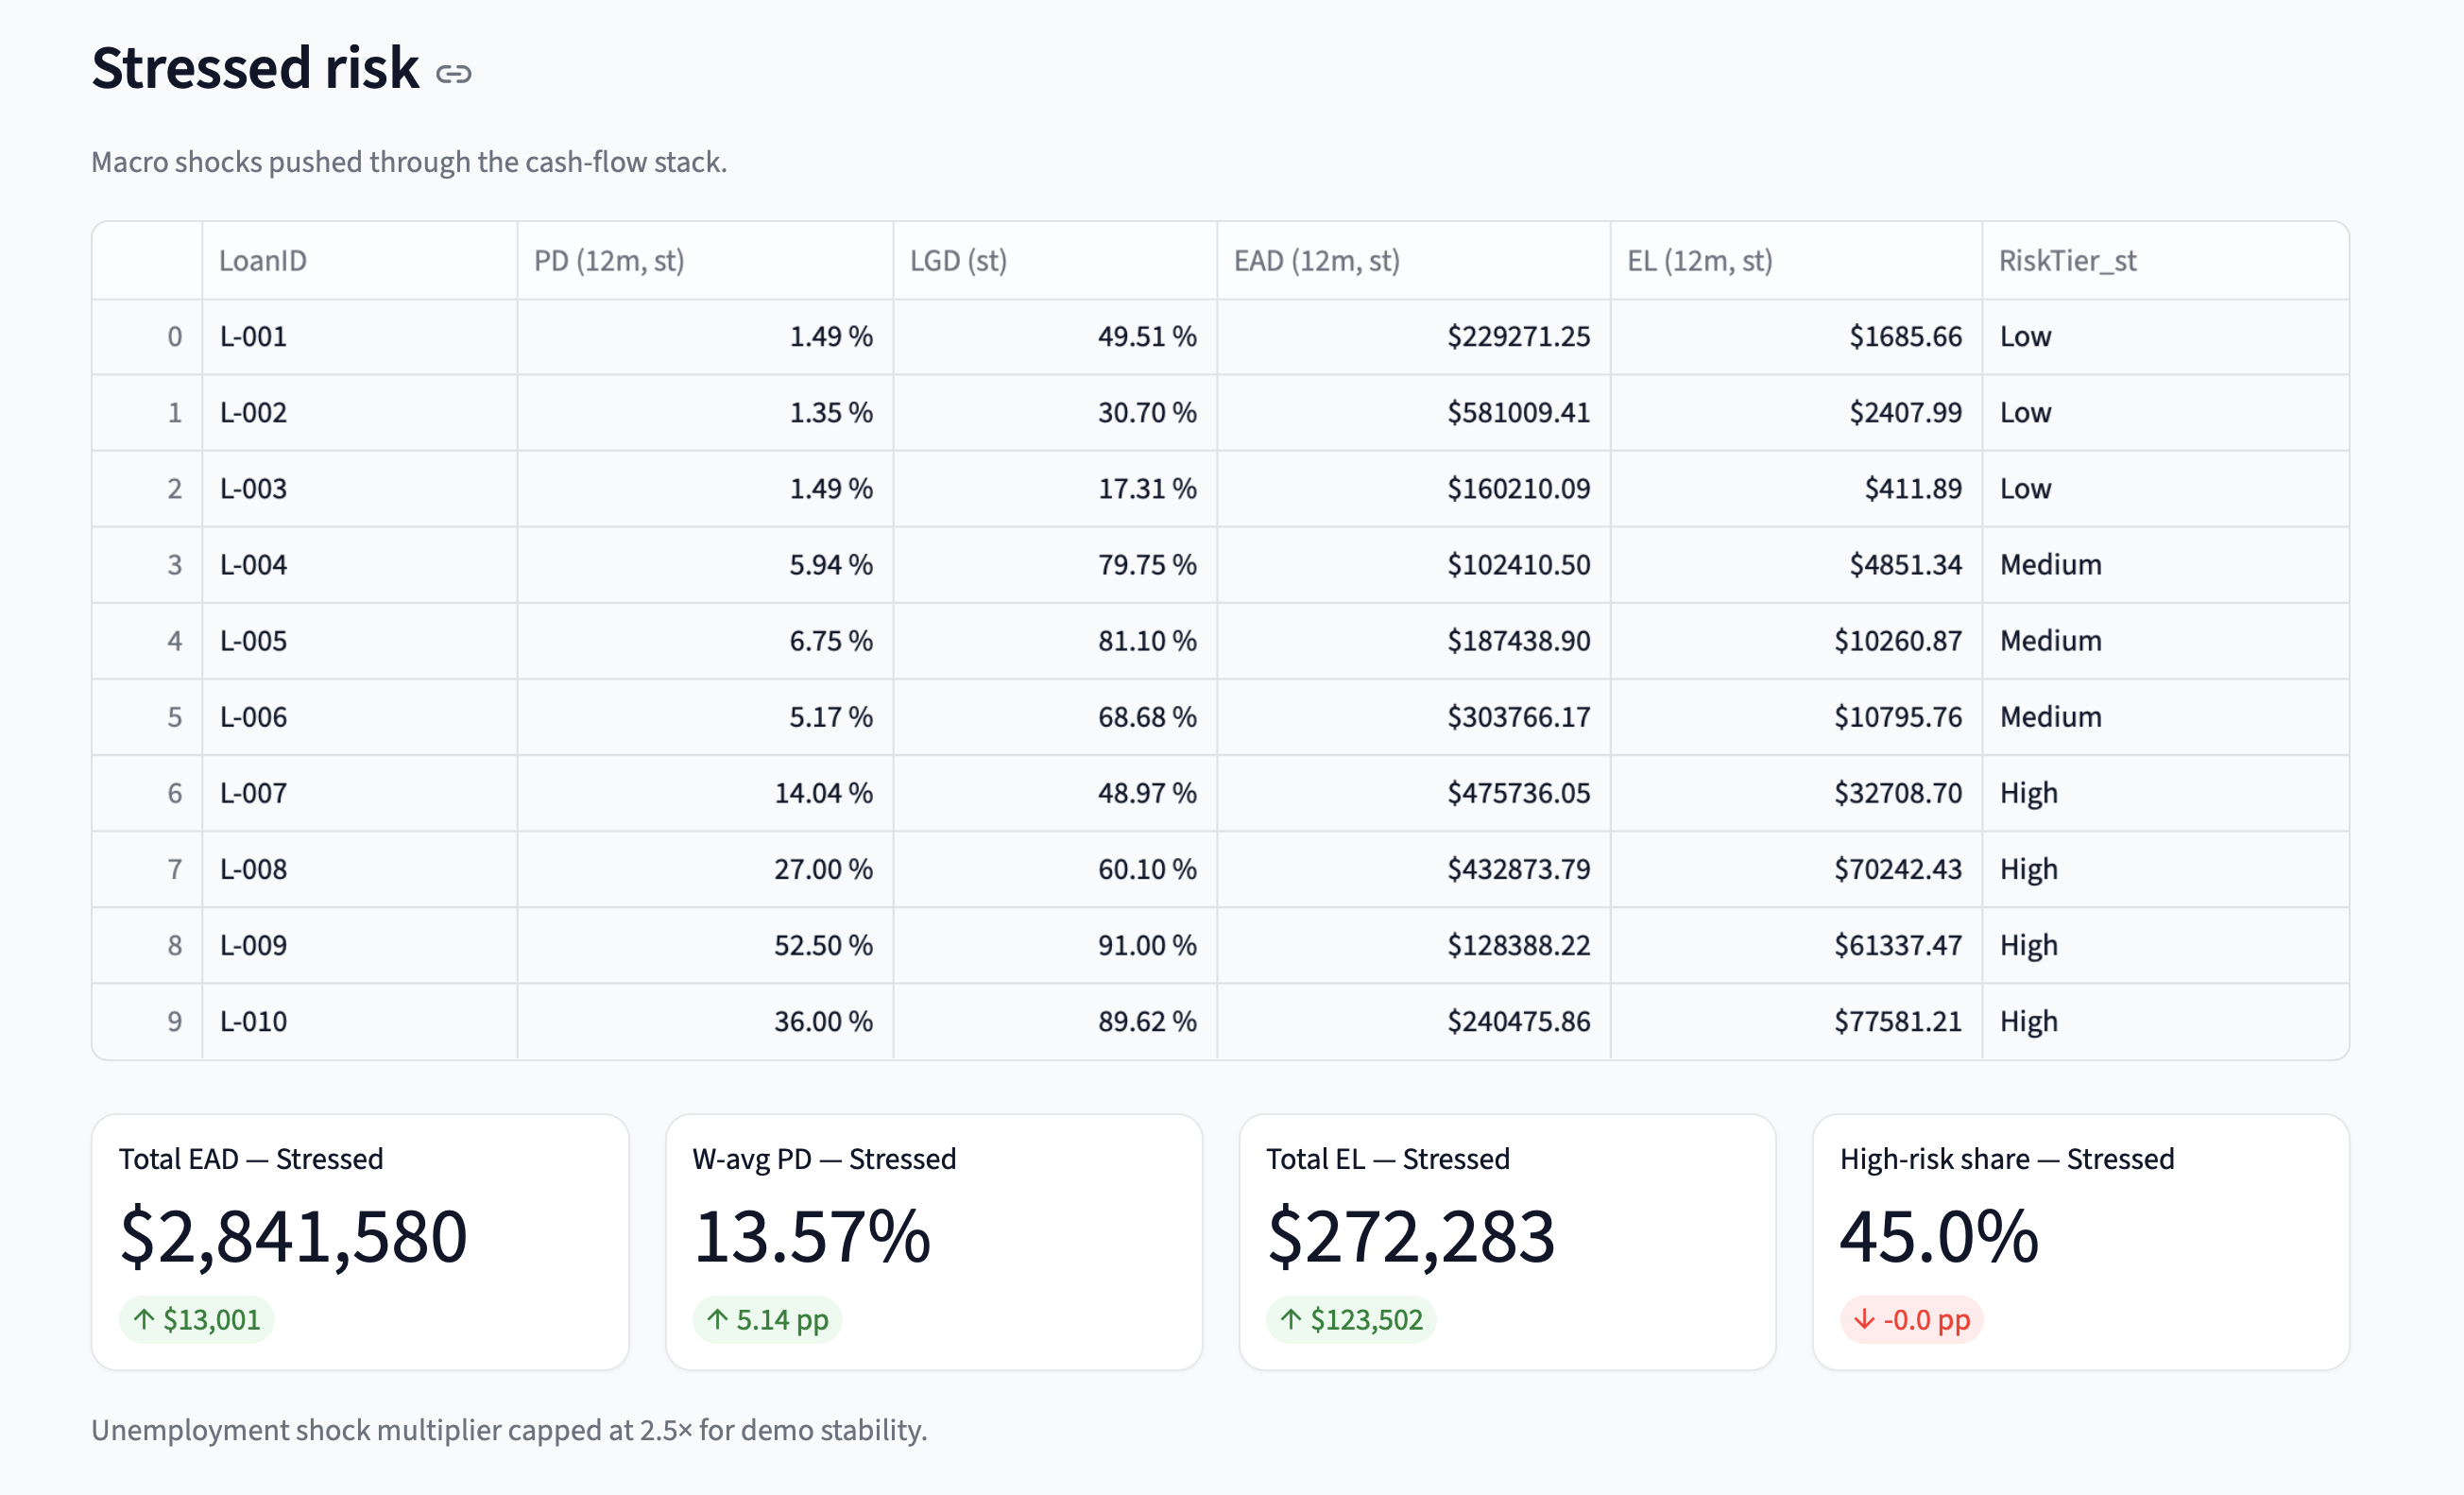 Stressed risk
Macro shocks pushed through the cash-flow stack.
LoanID PD (12m, st) LGD (st) EAD (12m, st) EL (12m, st) RiskTier_st
0 L-001 1.49 % 49.51 % $229271.25 $1685.66 Low
1 L-002 1.35 % 30.70 % $581009.41 $2407.99 Low
2 L-003 1.49 % 17.31 % $160210.09 $411.89 Low
3 L-004 5.94 % 79.75 % $102410.50 $4851.34 Medium
4 L-005 6.75 % 81.10 % $187438.90 $10260.87 Medium
5 L-006 5.17 % 68.68 % $303766.17 $10795.76 Medium
6 L-007 14.04 % 48.97 % $475736.05 $32708.70 High
7 L-008 27.00 % 60.10 % $432873.79 $70242.43 High
8 L-009 52.50 % 91.00 % $128388.22 $61337.47 High
9 L-010 36.00 % 89.62 % $240475.86 $77581.21 High
Total EAD — Stressed
$2,841,580
↑ $13,001
W-avg PD — Stressed
13.57%
↑ 5.14 pp
Total EL — Stressed
$272,283
↑ $123,502
High-risk share — Stressed
45.0%
↓ -0.0 pp
Unemployment shock multiplier capped at 2.5× for demo stability.